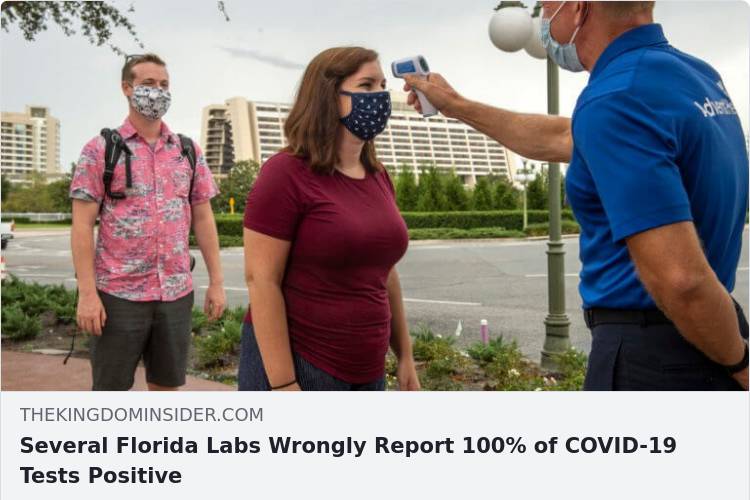 THEKINGDOMINSIDER.COM
Several Florida Labs Wrongly Report 100% of COVID-19
Tests Positive